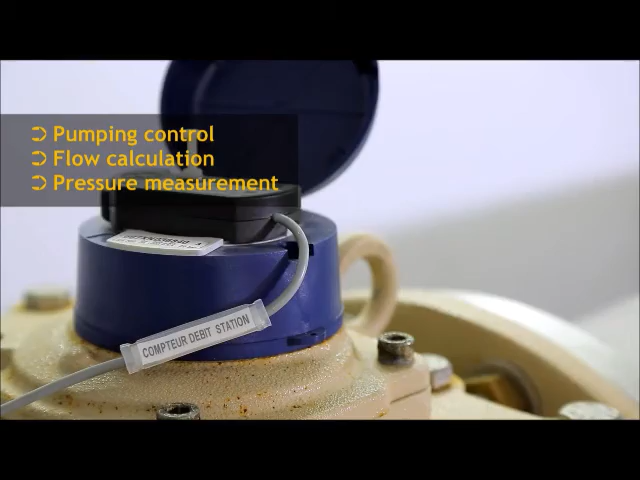 ➲ Pumping control
➲ Flow calculation
➲ Pressure measurement
COMPTEUR DEBIT STATION